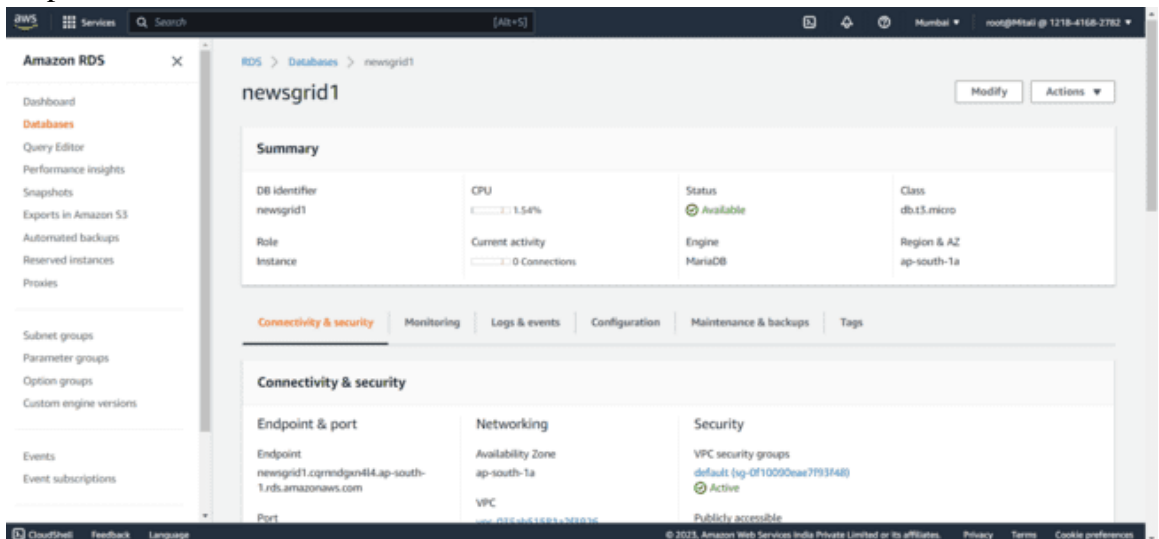 aws Services Search [Alt+S] Mumbai ▼ root@Mitali @ 1218-4168-2782 ▼
Amazon RDS ×
Dashboard
Databases
Query Editor
Performance insights
Snapshots
Exports in Amazon S3
Automated backups
Reserved instances
Proxies
Subnet groups
Parameter groups
Option groups
Custom engine versions
Events
Event subscriptions
RDS > Databases > newsgrid1
newsgrid1
Modify Actions ▼
Summary
DB identifier CPU Status Class
newsgrid1 1.54% Available db.t3.micro
Role Current activity Engine Region & AZ
Instance 0 Connections MariaDB ap-south-1a
Connectivity & security Monitoring Logs & events Configuration Maintenance & backups Tags
Connectivity & security
Endpoint & port Networking Security
Endpoint Availability Zone VPC security groups
ap-south-1a
1.rds.amazonaws.com
default (sg-0f10090eae7f93f48)
Active
VPC
Port Publicly accessible
CloudShell Feedback Language © 2023, Amazon Web Services India Private Limited or its affiliates. Privacy Terms Cookie preferences